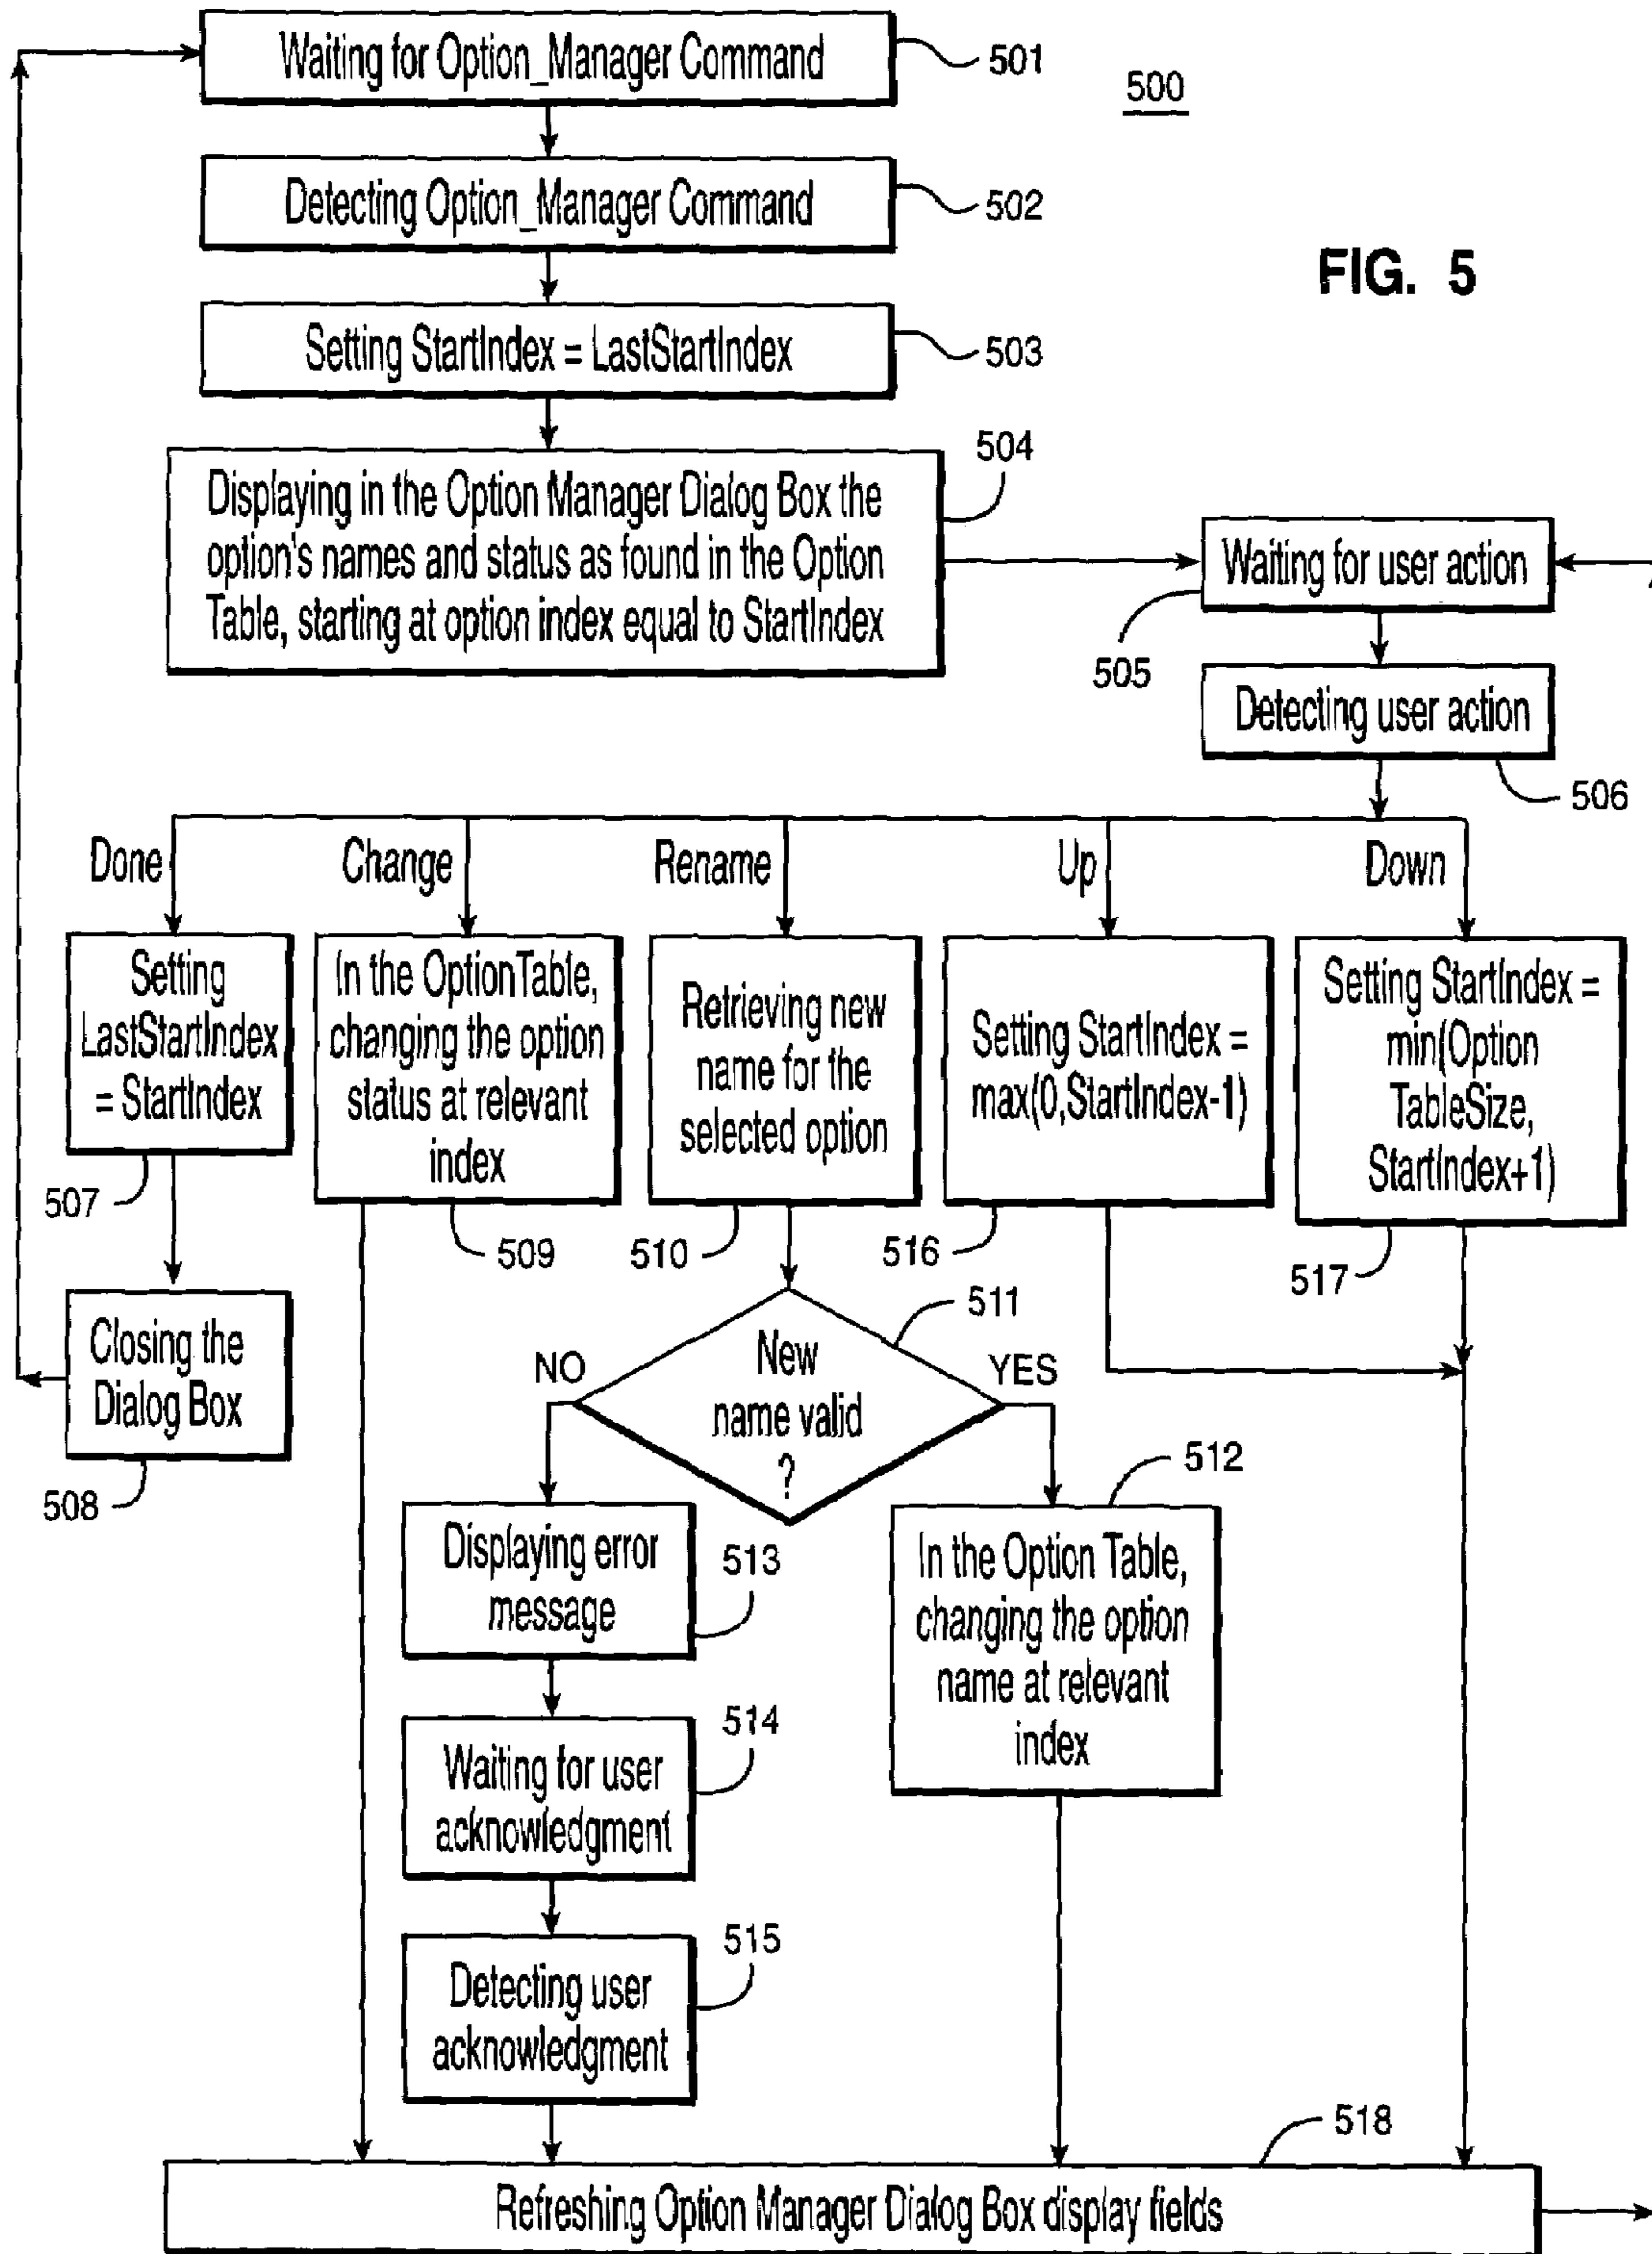 Waiting for Option_Manager Command
501
500
Detecting Option_Manager Command
502
FIG. 5
Setting StartIndex = LastStartIndex
503
504
Displaying in the Option Manager Dialog Box the
option's names and status as found in the Option
Table, starting at option index equal to StartIndex
Waiting for user action
505
Detecting user action
506
Done
Change
Rename
Up
Down
Setting
LastStartIndex
= StartIndex
507
In the OptionTable,
changing the option
status at relevant
index
509
Retrieving new
name for the
selected option
510
Setting StartIndex =
max(0,StartIndex-1)
516
Setting StartIndex =
min(Option
TableSize,
StartIndex+1)
517
Closing the
Dialog Box
508
511
New
name valid
?
NO
YES
512
Displaying error
message
513
In the Option Table,
changing the option
name at relevant
index
514
Waiting for user
acknowledgment
515
Detecting user
acknowledgment
518
Refreshing Option Manager Dialog Box display fields